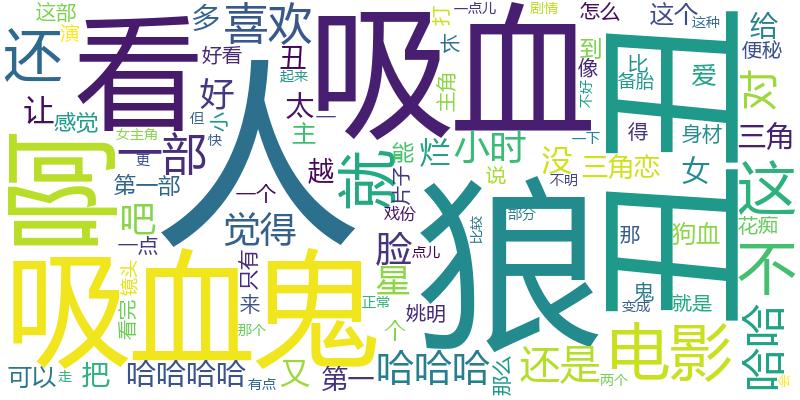 这部
演
多
喜欢
看
吸血
打
一点儿
剧情
怎么
这个
这种
给
还
好看
丑
起来
长
到
像
比
备胎
爱
便秘
让
感觉
好
但
小
太
主角
不好
得
身材
对
三角
女主角
一部
快
主
一
能
烂
小时
一下
没
三角恋
女
啊
更
第一部
人
越
就
片子
说
不明
这
吧
一个
觉得
戏份
狼
比较
部分
男
那
狗血
花痴
一点
脸
点儿
不
吸血鬼
只有
星
鬼
就是
看完
镜头
来
正常
姚明
变成
那个
个
电影
哈哈
可以
走
把
哈哈哈哈
有点
又
第一
哈哈哈
那么
还是
两个
会